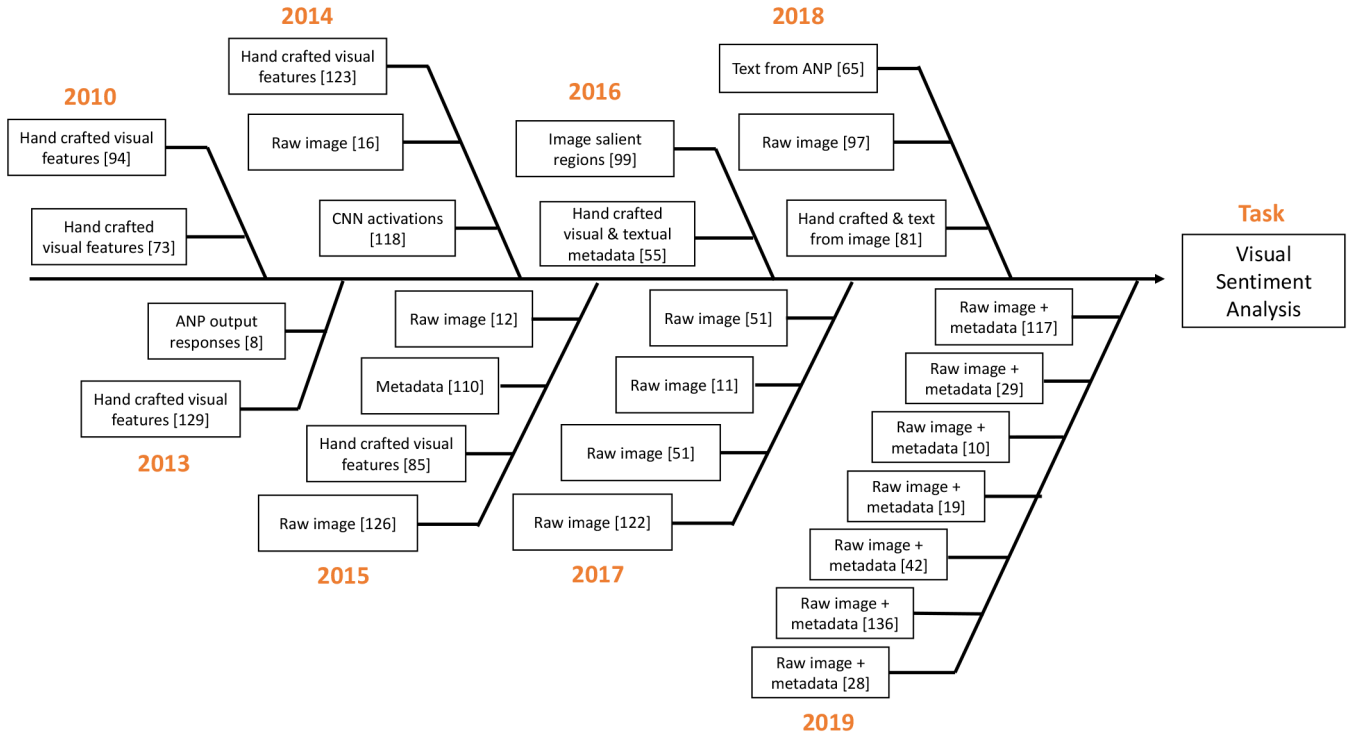 2014
Hand crafted visual
features [123]
Raw image [16]
CNN activations
[118]
2018
Text from ANP [65]
Raw image [97]
Hand crafted & text
from image [81]
2010
Hand crafted visual
features [94]
Hand crafted
visual features [73]
2016
Image salient
regions [99]
Hand crafted
visual & textual
metadata [55]
Task
Visual
Sentiment
Analysis
ANP output
responses [8]
Hand crafted visual
features [129]
2013
Raw image [12]
Metadata [110]
Hand crafted visual
features [85]
Raw image [126]
2015
Raw image [51]
Raw image [11]
Raw image [51]
Raw image [122]
2017
Raw image +
metadata [117]
Raw image +
metadata [29]
Raw image +
metadata [10]
Raw image +
metadata [19]
Raw image +
metadata [42]
Raw image +
metadata [136]
Raw image +
metadata [28]
2019